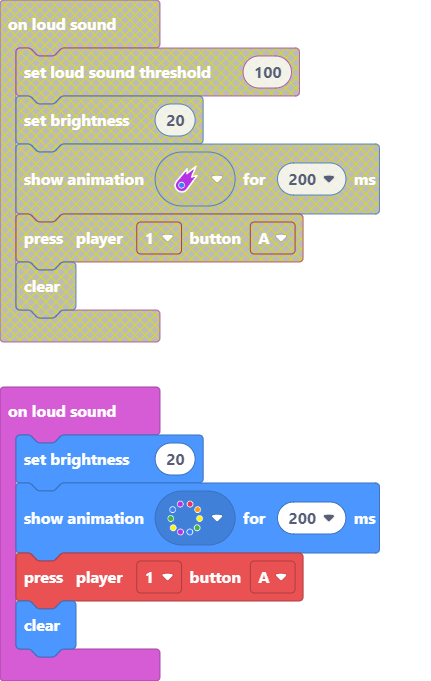 on loud sound
set loud sound threshold 100
set brightness 20
show animation for 200 ms
press player 1 button A
clear
on loud sound
set brightness 20
show animation for 200 ms
press player 1 button A
clear